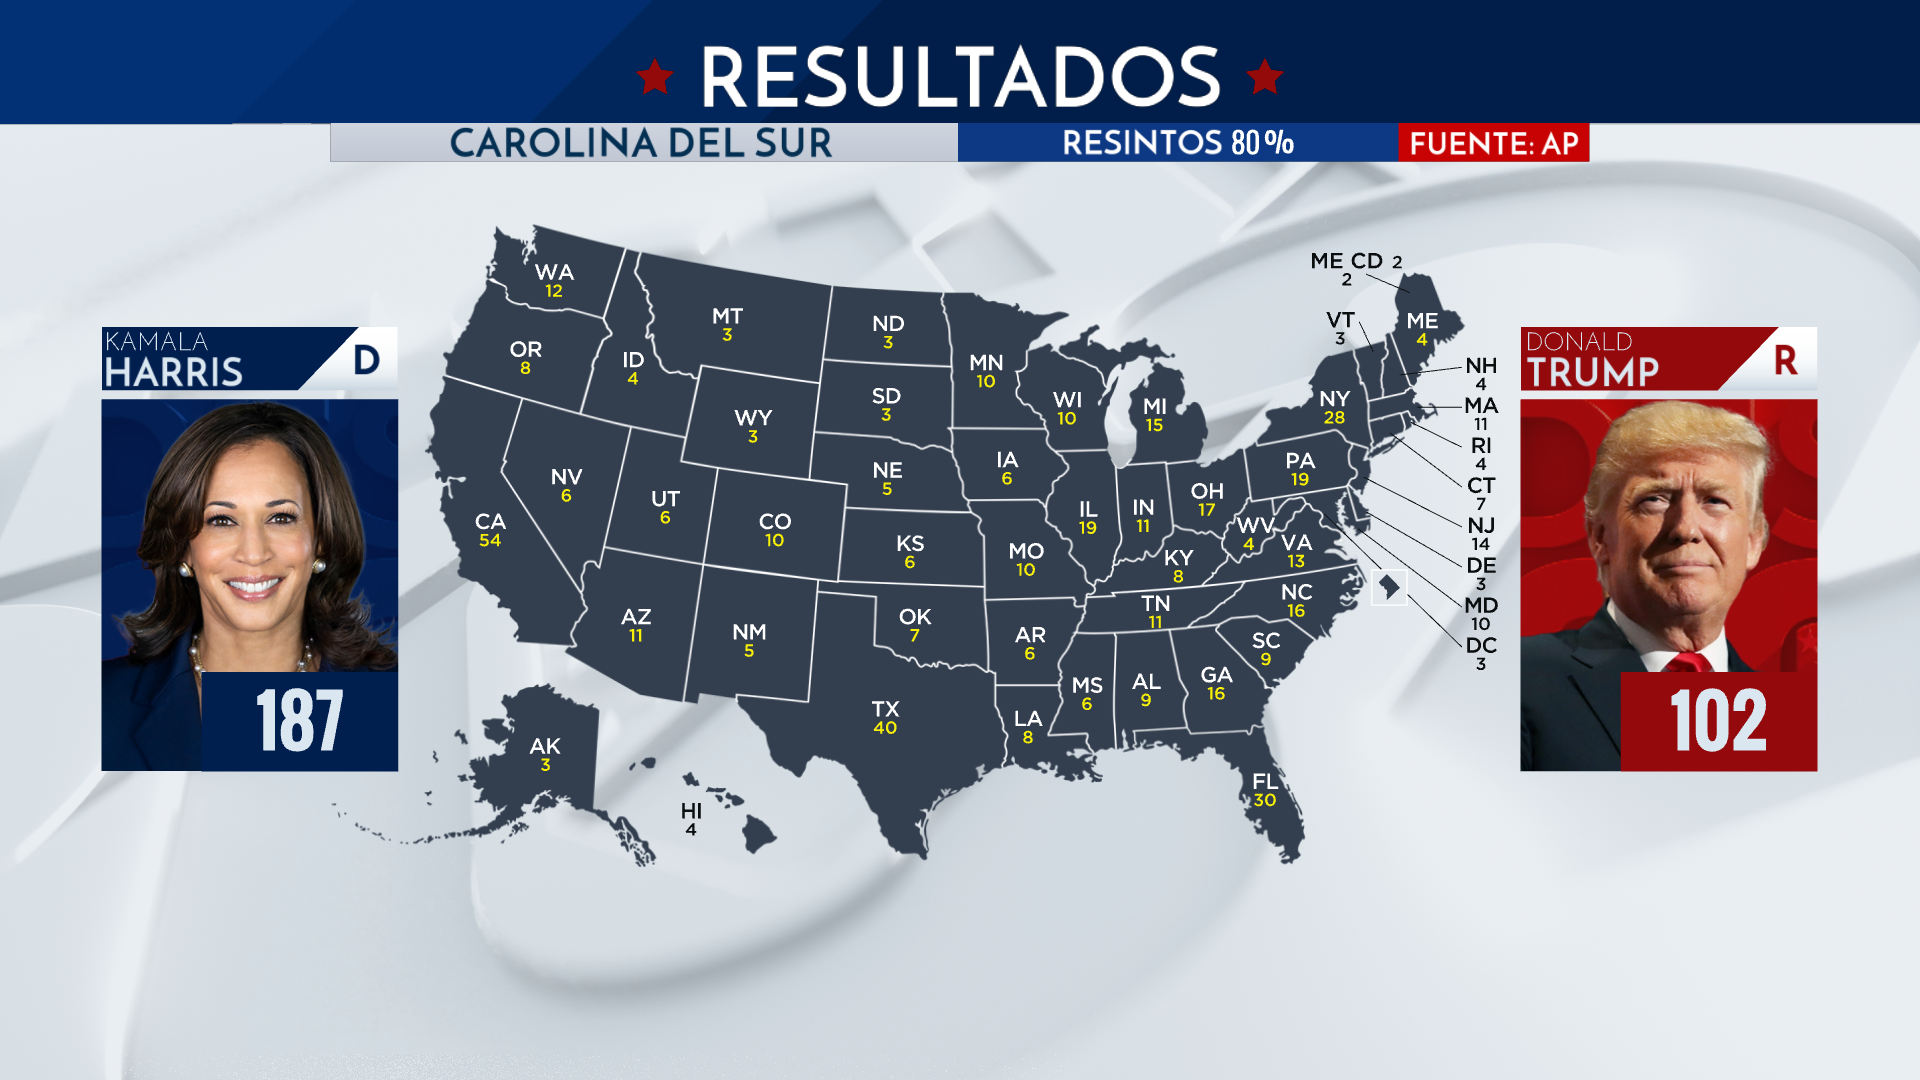 RESULTADOS
CAROLINA DEL SUR
RESINTOS 80%
FUENTE: AP
KAMALA
HARRIS
D
187
DONALD
TRUMP
R
102
WA
12
OR
8
CA
54
NV
6
ID
4
MT
3
WY
3
UT
6
CO
10
AZ
11
NM
5
ND
3
SD
3
NE
5
KS
6
OK
7
TX
40
MN
10
IA
6
MO
10
AR
6
LA
8
WI
10
IL
19
MI
15
IN
11
OH
17
KY
8
TN
11
MS
6
AL
9
GA
16
FL
30
SC
9
NC
16
VA
13
WV
4
PA
19
NY
28
ME
4
ME CD 2
2
VT
3
NH
4
MA
11
RI
4
CT
7
NJ
14
DE
3
MD
10
DC
3
AK
3
HI
4